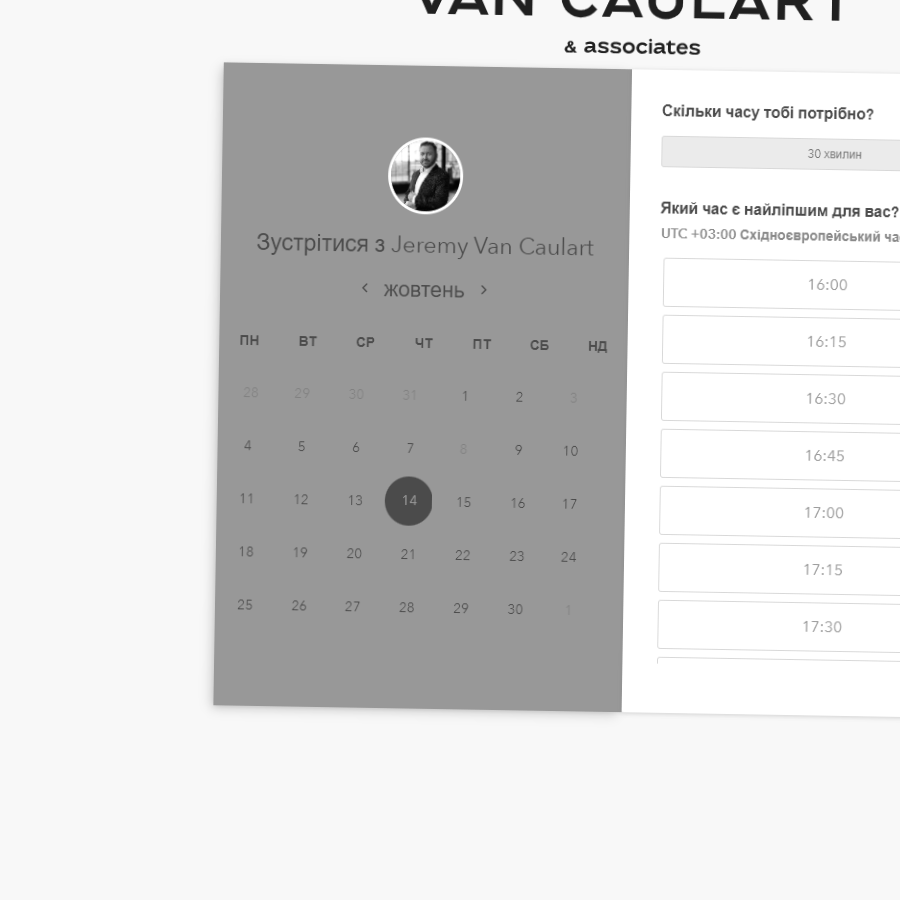 VAN CAULART
& associates
Зустрітися з Jeremy Van Caulart
‹ жовтень ›
ПН ВТ СР ЧТ ПТ СБ НД
28 29 30 31 1 2 3
4 5 6 7 8 9 10
11 12 13 14 15 16 17
18 19 20 21 22 23 24
25 26 27 28 29 30 1
Скільки часу тобі потрібно?
30 хвилин
Який час є найліпшим для вас?
UTC +03:00 Східноєвропейський ча
16:00
16:15
16:30
16:45
17:00
17:15
17:30